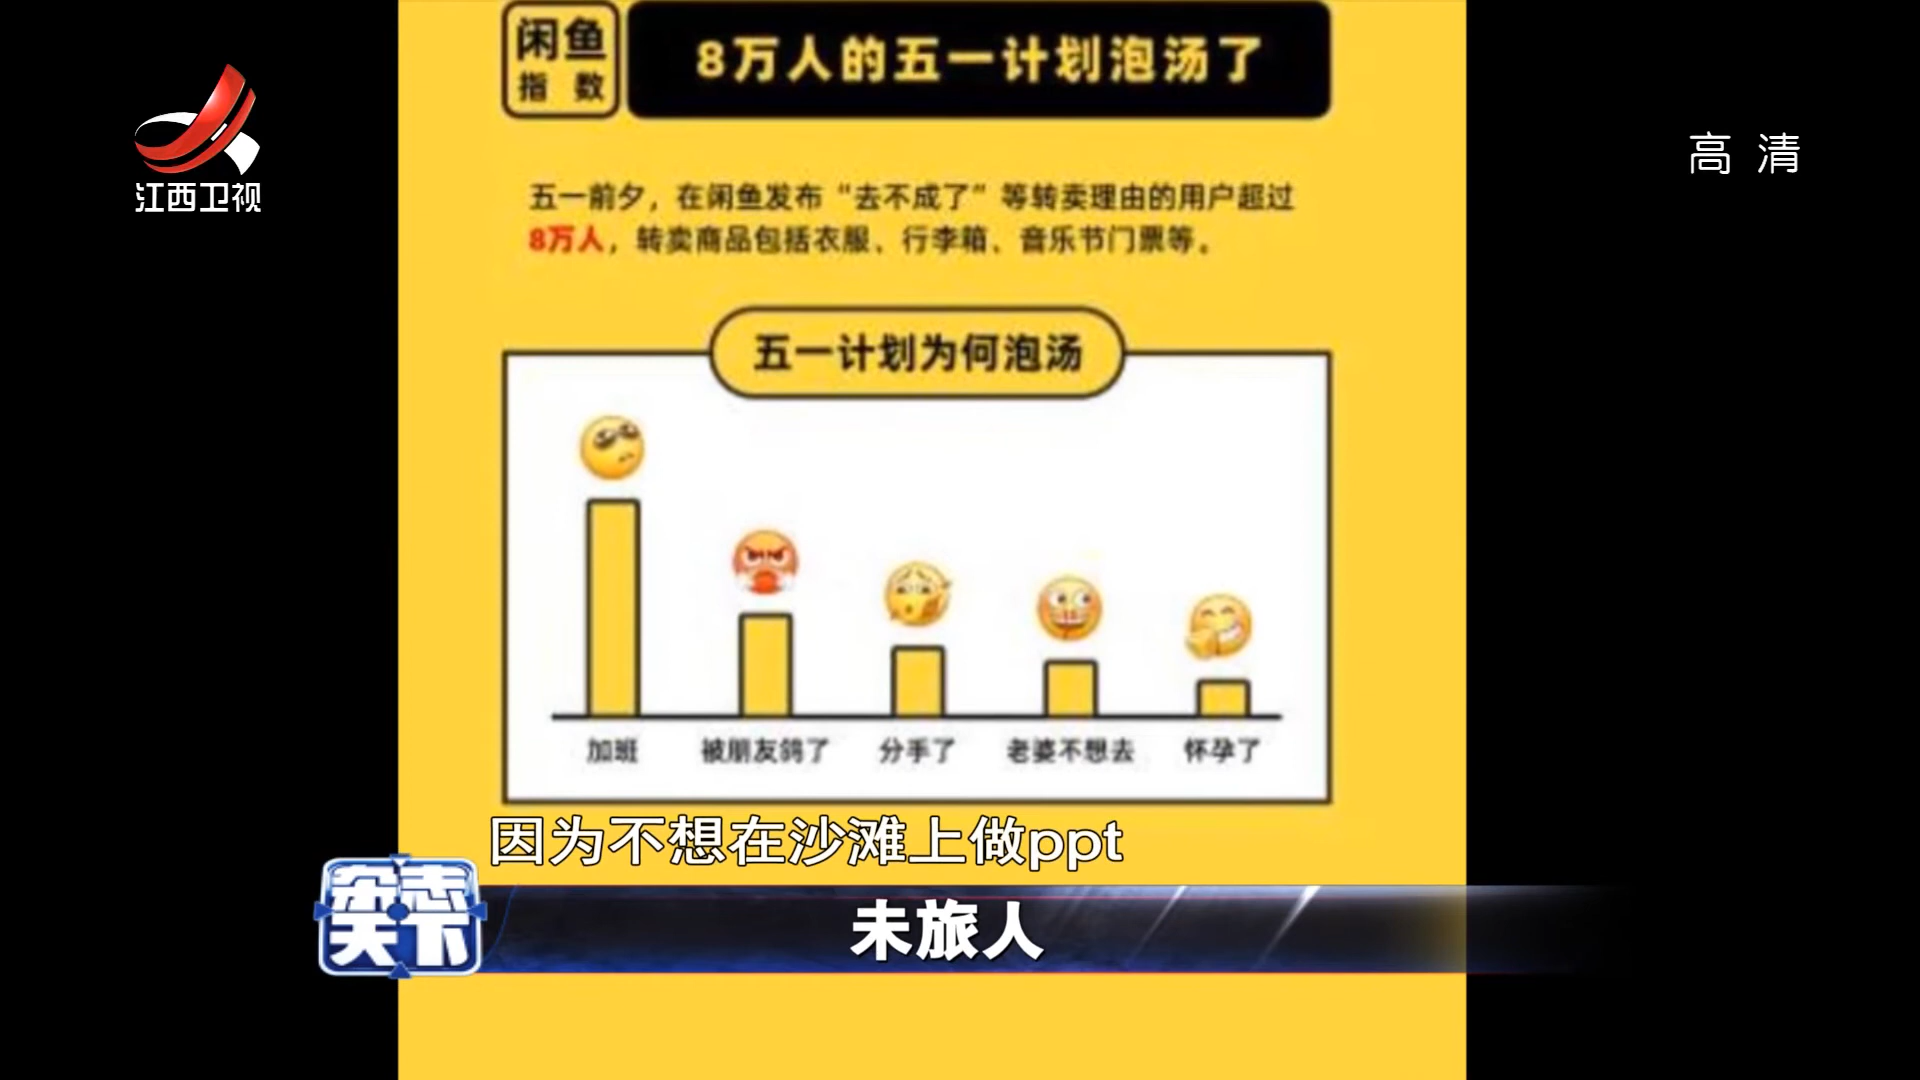 闲鱼
指数
8万人的五一计划泡汤了
江西卫视
高清
五一前夕，在闲鱼发布“去不成了”等转卖理由的用户超过
8万人，转卖商品包括衣服、行李箱、音乐节门票等。
五一计划为何泡汤
加班
被朋友鸽了
分手了
老婆不想去
怀孕了
因为不想在沙滩上做ppt
杂志
天下
未旅人